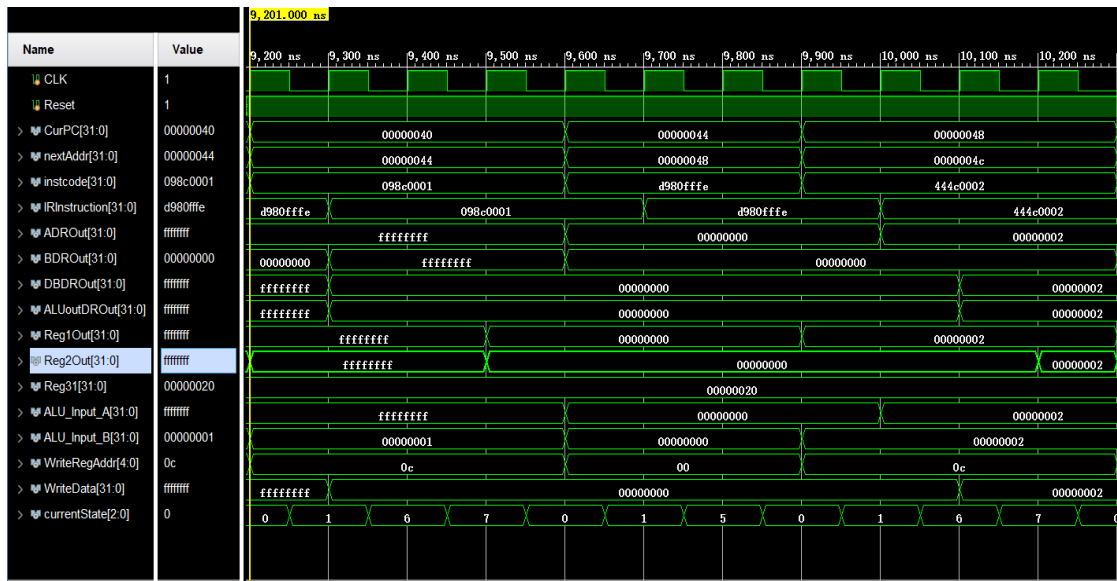 9,201.000 ns
Name Value
9,200 ns 9,300 ns 9,400 ns 9,500 ns 9,600 ns 9,700 ns 9,800 ns 9,900 ns 10,000 ns 10,100 ns 10,200 ns
CLK 1
Reset 1
CurPC[31:0] 00000040 00000040 00000044 00000048
nextAddr[31:0] 00000044 00000044 00000048 0000004c
instcode[31:0] 098c0001 098c0001 d980fffe 444c0002
IRInstruction[31:0] d980fffe d980fffe 098c0001 d980fffe 444c0002
ADROut[31:0] ffffffff ffffffff 00000000 00000002
BDROut[31:0] 00000000 00000000 ffffffff 00000000
DBDROut[31:0] ffffffff ffffffff 00000000 00000002
ALUoutDROut[31:0] ffffffff ffffffff 00000000 00000002
Reg1Out[31:0] ffffffff ffffffff 00000000 00000002
Reg2Out[31:0] ffffffff ffffffff 00000000 00000002
Reg31[31:0] 00000020 00000020
ALU_Input_A[31:0] ffffffff ffffffff 00000000 00000002
ALU_Input_B[31:0] 00000001 00000001 00000000 00000002
WriteRegAddr[4:0] 0c 0c 00 0c
WriteData[31:0] ffffffff ffffffff 00000000 00000002
currentState[2:0] 0 0 1 6 7 0 1 5 0 1 6 7 0